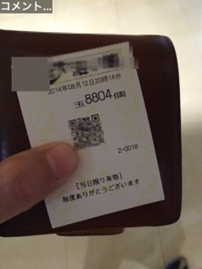 コメント...
2014年08月12日20時14分
玉 8804個
2-0018
[当日限り有効]
毎度ありがとうございます